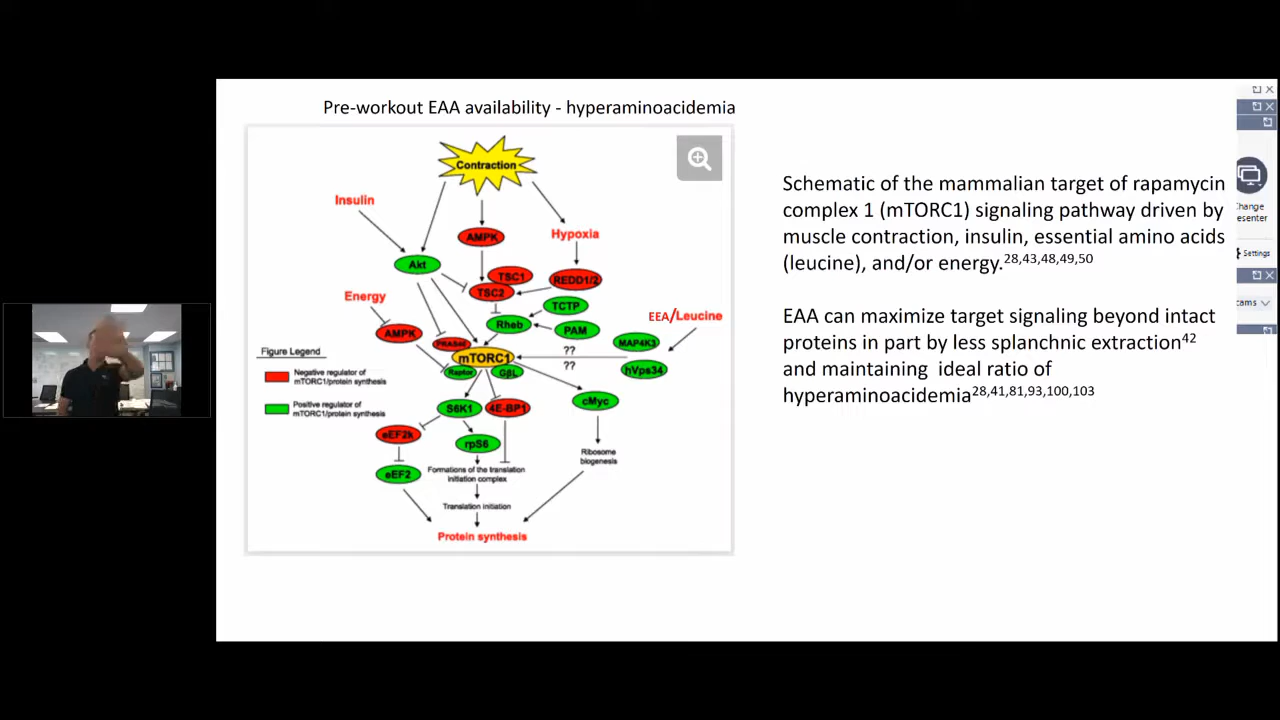 Pre-workout EAA availability - hyperaminoacidemia
Contraction
Insulin
AMPK
Hypoxia
Akt
TSC1
TSC2
REDD1/2
Energy
TCTP
Rheb
EEA/Leucine
AMPK
PAM
PRAS40
MAP4K3
Figure Legend
mTORC1
??
??
Negative regulator of
mTORC1/protein synthesis
Raptor
GβL
hVps34
Positive regulator of
mTORC1/protein synthesis
S6K1
4E-BP1
cMyc
eEF2k
rpS6
eEF2
Formations of the translation
initiation complex
Ribosome
biogenesis
Translation initiation
Protein synthesis
Schematic of the mammalian target of rapamycin
complex 1 (mTORC1) signaling pathway driven by
muscle contraction, insulin, essential amino acids
(leucine), and/or energy.28,43,48,49,50
EAA can maximize target signaling beyond intact
proteins in part by less splanchnic extraction42
and maintaining ideal ratio of
hyperaminoacidemia28,41,81,93,100,103
Change
esenter
Settings
cams